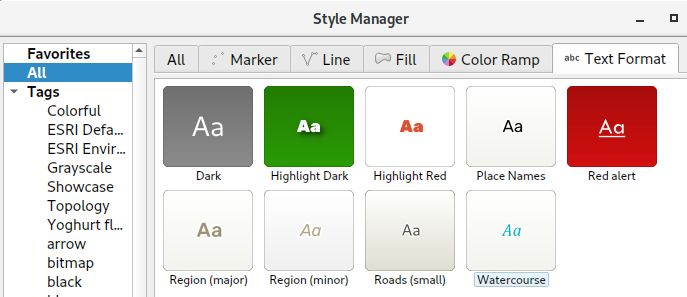 Style Manager
Favorites
All
Tags
Colorful
ESRI Defa...
ESRI Envir...
Grayscale
Showcase
Topology
Yoghurt fl...
arrow
bitmap
black
All Marker Line Fill Color Ramp abc Text Format
Aa Aa Aa Aa Aa
Dark Highlight Dark Highlight Red Place Names Red alert
Aa Aa Aa Aa
Region (major) Region (minor) Roads (small) Watercourse